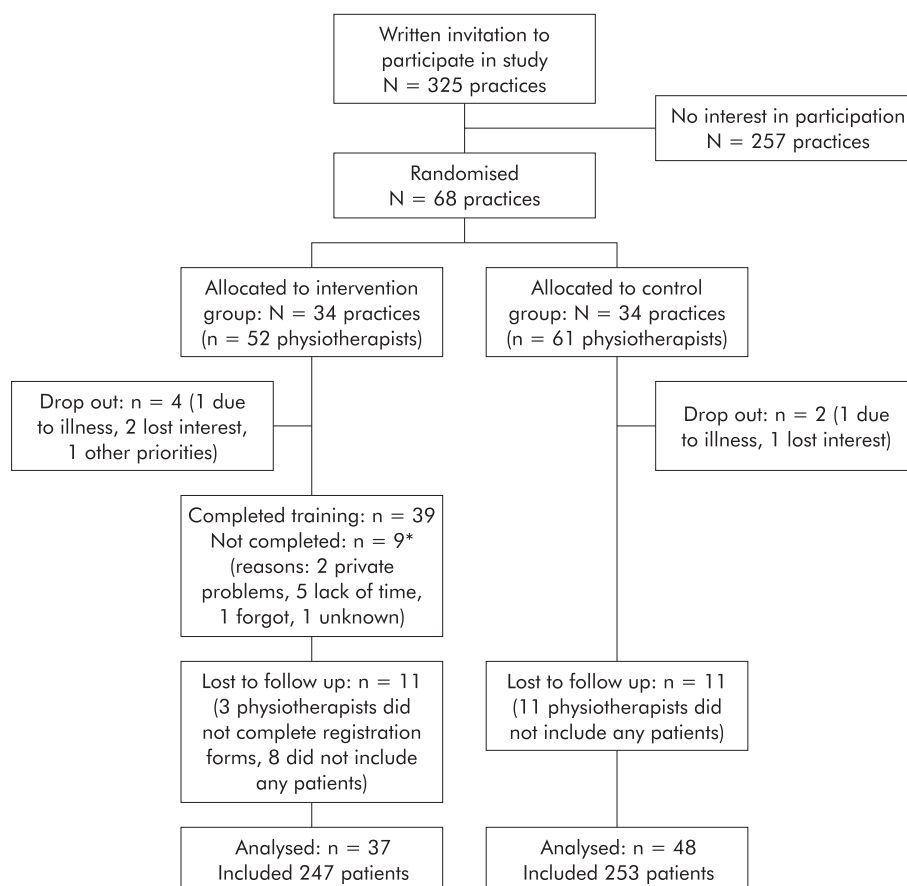 Written invitation to
participate in study
N = 325 practices
No interest in participation
N = 257 practices
Randomised
N = 68 practices
Allocated to intervention
group: N = 34 practices
(n = 52 physiotherapists)
Allocated to control
group: N = 34 practices
(n = 61 physiotherapists)
Drop out: n = 4 (1 due
to illness, 2 lost interest,
1 other priorities)
Drop out: n = 2 (1 due
to illness, 1 lost interest)
Completed training: n = 39
Not completed: n = 9*
(reasons: 2 private
problems, 5 lack of time,
1 forgot, 1 unknown)
Lost to follow up: n = 11
(3 physiotherapists did
not complete registration
forms, 8 did not include
any patients)
Lost to follow up: n = 11
(11 physiotherapists did
not include any patients)
Analysed: n = 37
Included 247 patients
Analysed: n = 48
Included 253 patients